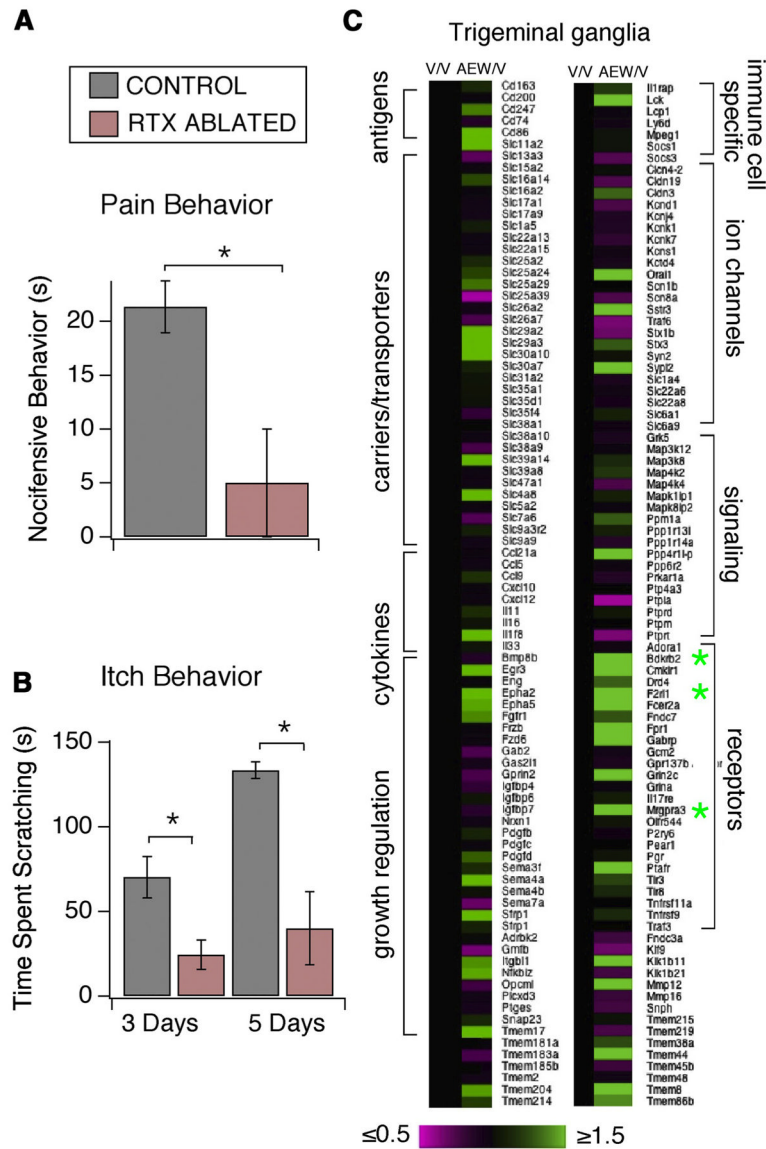 A
CONTROL
RTX ABLATED
Pain Behavior
*
Nocifensive Behavior (s)
20
15
10
5
0
B
Itch Behavior
Time Spent Scratching (s)
150
100
50
0
*
*
3 Days
5 Days
C
Trigeminal ganglia
V/V AEW/V
antigens
carriers/transporters
cytokines
growth regulation
Cd163
Cd200
Cd247
Cd74
Cd86
Slc11a2
Slc13a3
Slc15a2
Slc16a14
Slc16a2
Slc17a1
Slc17a9
Slc1a5
Slc22a13
Slc22a15
Slc25a2
Slc25a24
Slc25a29
Slc25a39
Slc26a2
Slc26a7
Slc29a2
Slc29a3
Slc30a10
Slc30a7
Slc31a2
Slc35a1
Slc35d1
Slc35f4
Slc38a1
Slc38a10
Slc38a9
Slc39a14
Slc39a8
Slc47a1
Slc4a8
Slc5a2
Slc7a6
Slc9a3r2
Slc9a9
Ccl21a
Ccl5
Ccl9
Cxcl10
Cxcl12
Il11
Il16
Il1f8
Il33
Bmp8b
Egr3
Eng
Epha2
Epha5
Fgfr1
Frzb
Fzd6
Gab2
Gas2l1
Gprin2
Igfbp4
Igfbp6
Igfbp7
Nrxn1
Pdgfb
Pdgfc
Pdgfd
Sema3f
Sema4a
Sema4b
Sema7a
Sfrp1
Sfrp1
Adrbk2
Gmfb
Itgbl1
Nfkbiz
Opcml
Plcxd3
Ptges
Snap23
Tmem17
Tmem181a
Tmem183a
Tmem185b
Tmem2
Tmem204
Tmem214
V/V AEW/V
Il1rap
Lck
Lcp1
Ly6d
Mpeg1
Socs1
Socs3
Clcn4-2
Cldn19
Cldn3
Kcnd1
Kcnj4
Kcnk1
Kcnk7
Kcns1
Kctd4
Orai1
Scn1b
Scn8a
Sstr3
Traf6
Stx1b
Stx3
Syn2
Sypl2
Slc1a4
Slc22a6
Slc22a8
Slc6a1
Slc6a9
Grk5
Map3k12
Map3k8
Map4k2
Map4k4
Mapk1ip1
Mapk8ip2
Ppm1a
Ppp1r13l
Ppp1r14a
Ppp4r1l-p
Ppp6r2
Prkar1a
Ptp4a3
Ptpla
Ptprd
Ptprn
Ptprt
Adora1
Bdkrb2 *
Cmklr1
Drd4
F2rl1 *
Fcer2a
Fndc7
Fpr1
Gabrp
Gcm2
Gpr137b
Grin2c
Grina
Il17re
Mrgpra3 *
Olfr544
P2ry6
Pear1
Pgr
Ptafr
Tlr3
Tlr8
Tnfrsf11a
Tnfrsf9
Traf3
Fndc3a
Klf9
Klk1b11
Klk1b21
Mmp12
Mmp16
Snph
Tmem215
Tmem219
Tmem38a
Tmem44
Tmem45b
Tmem48
Tmem8
Tmem86b
immune cell
specific
ion channels
signaling
receptors
≤0.5
≥1.5